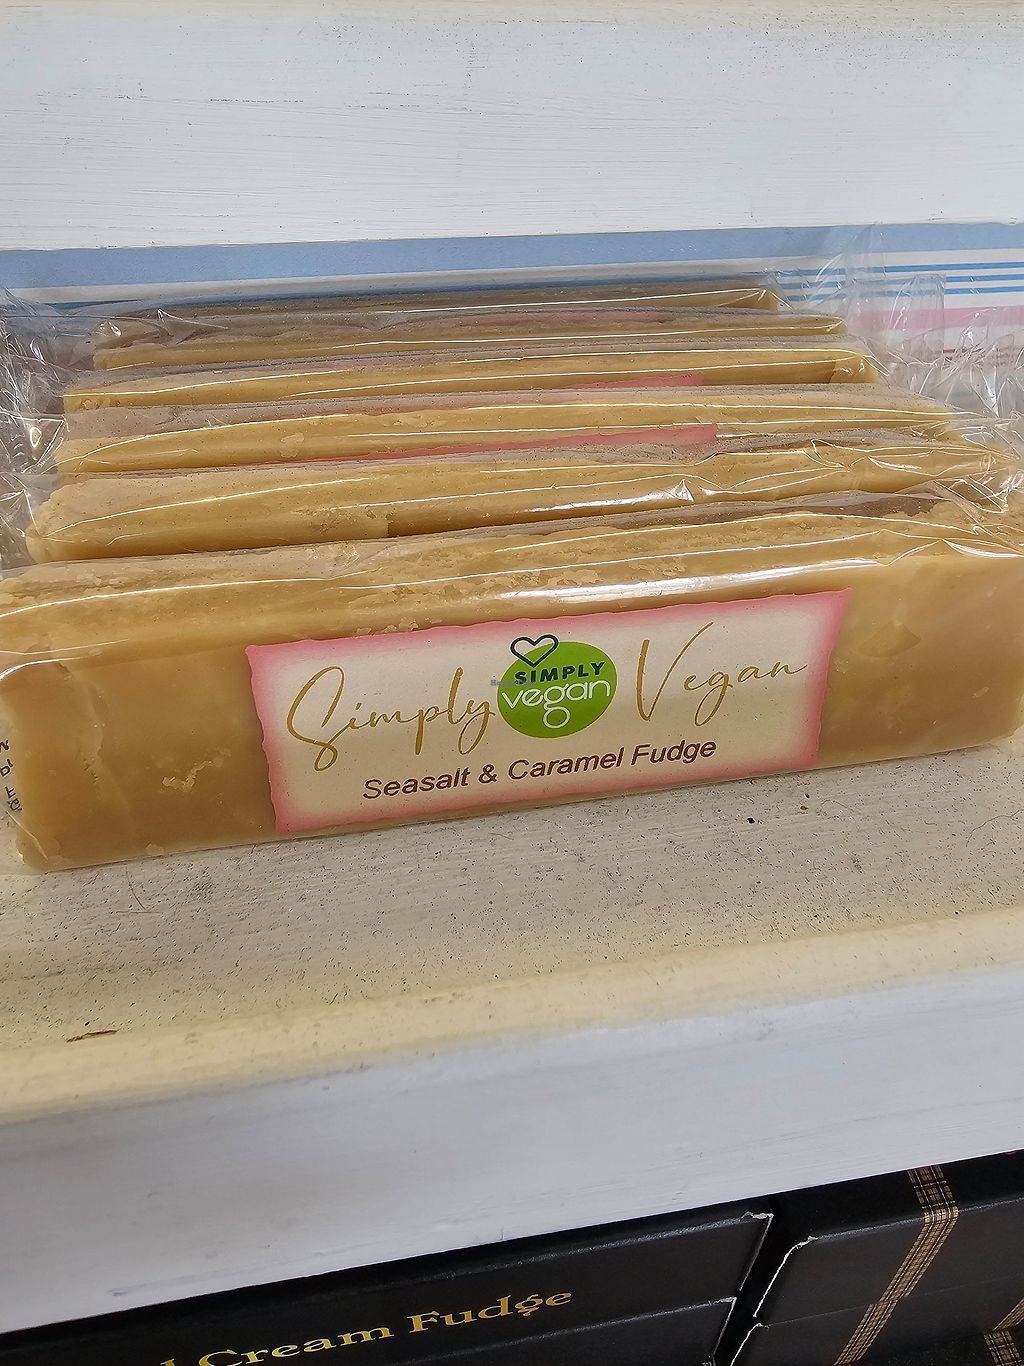 Simply Vegan
SIMPLY
vegan
Seasalt & Caramel Fudge
Cream Fudge